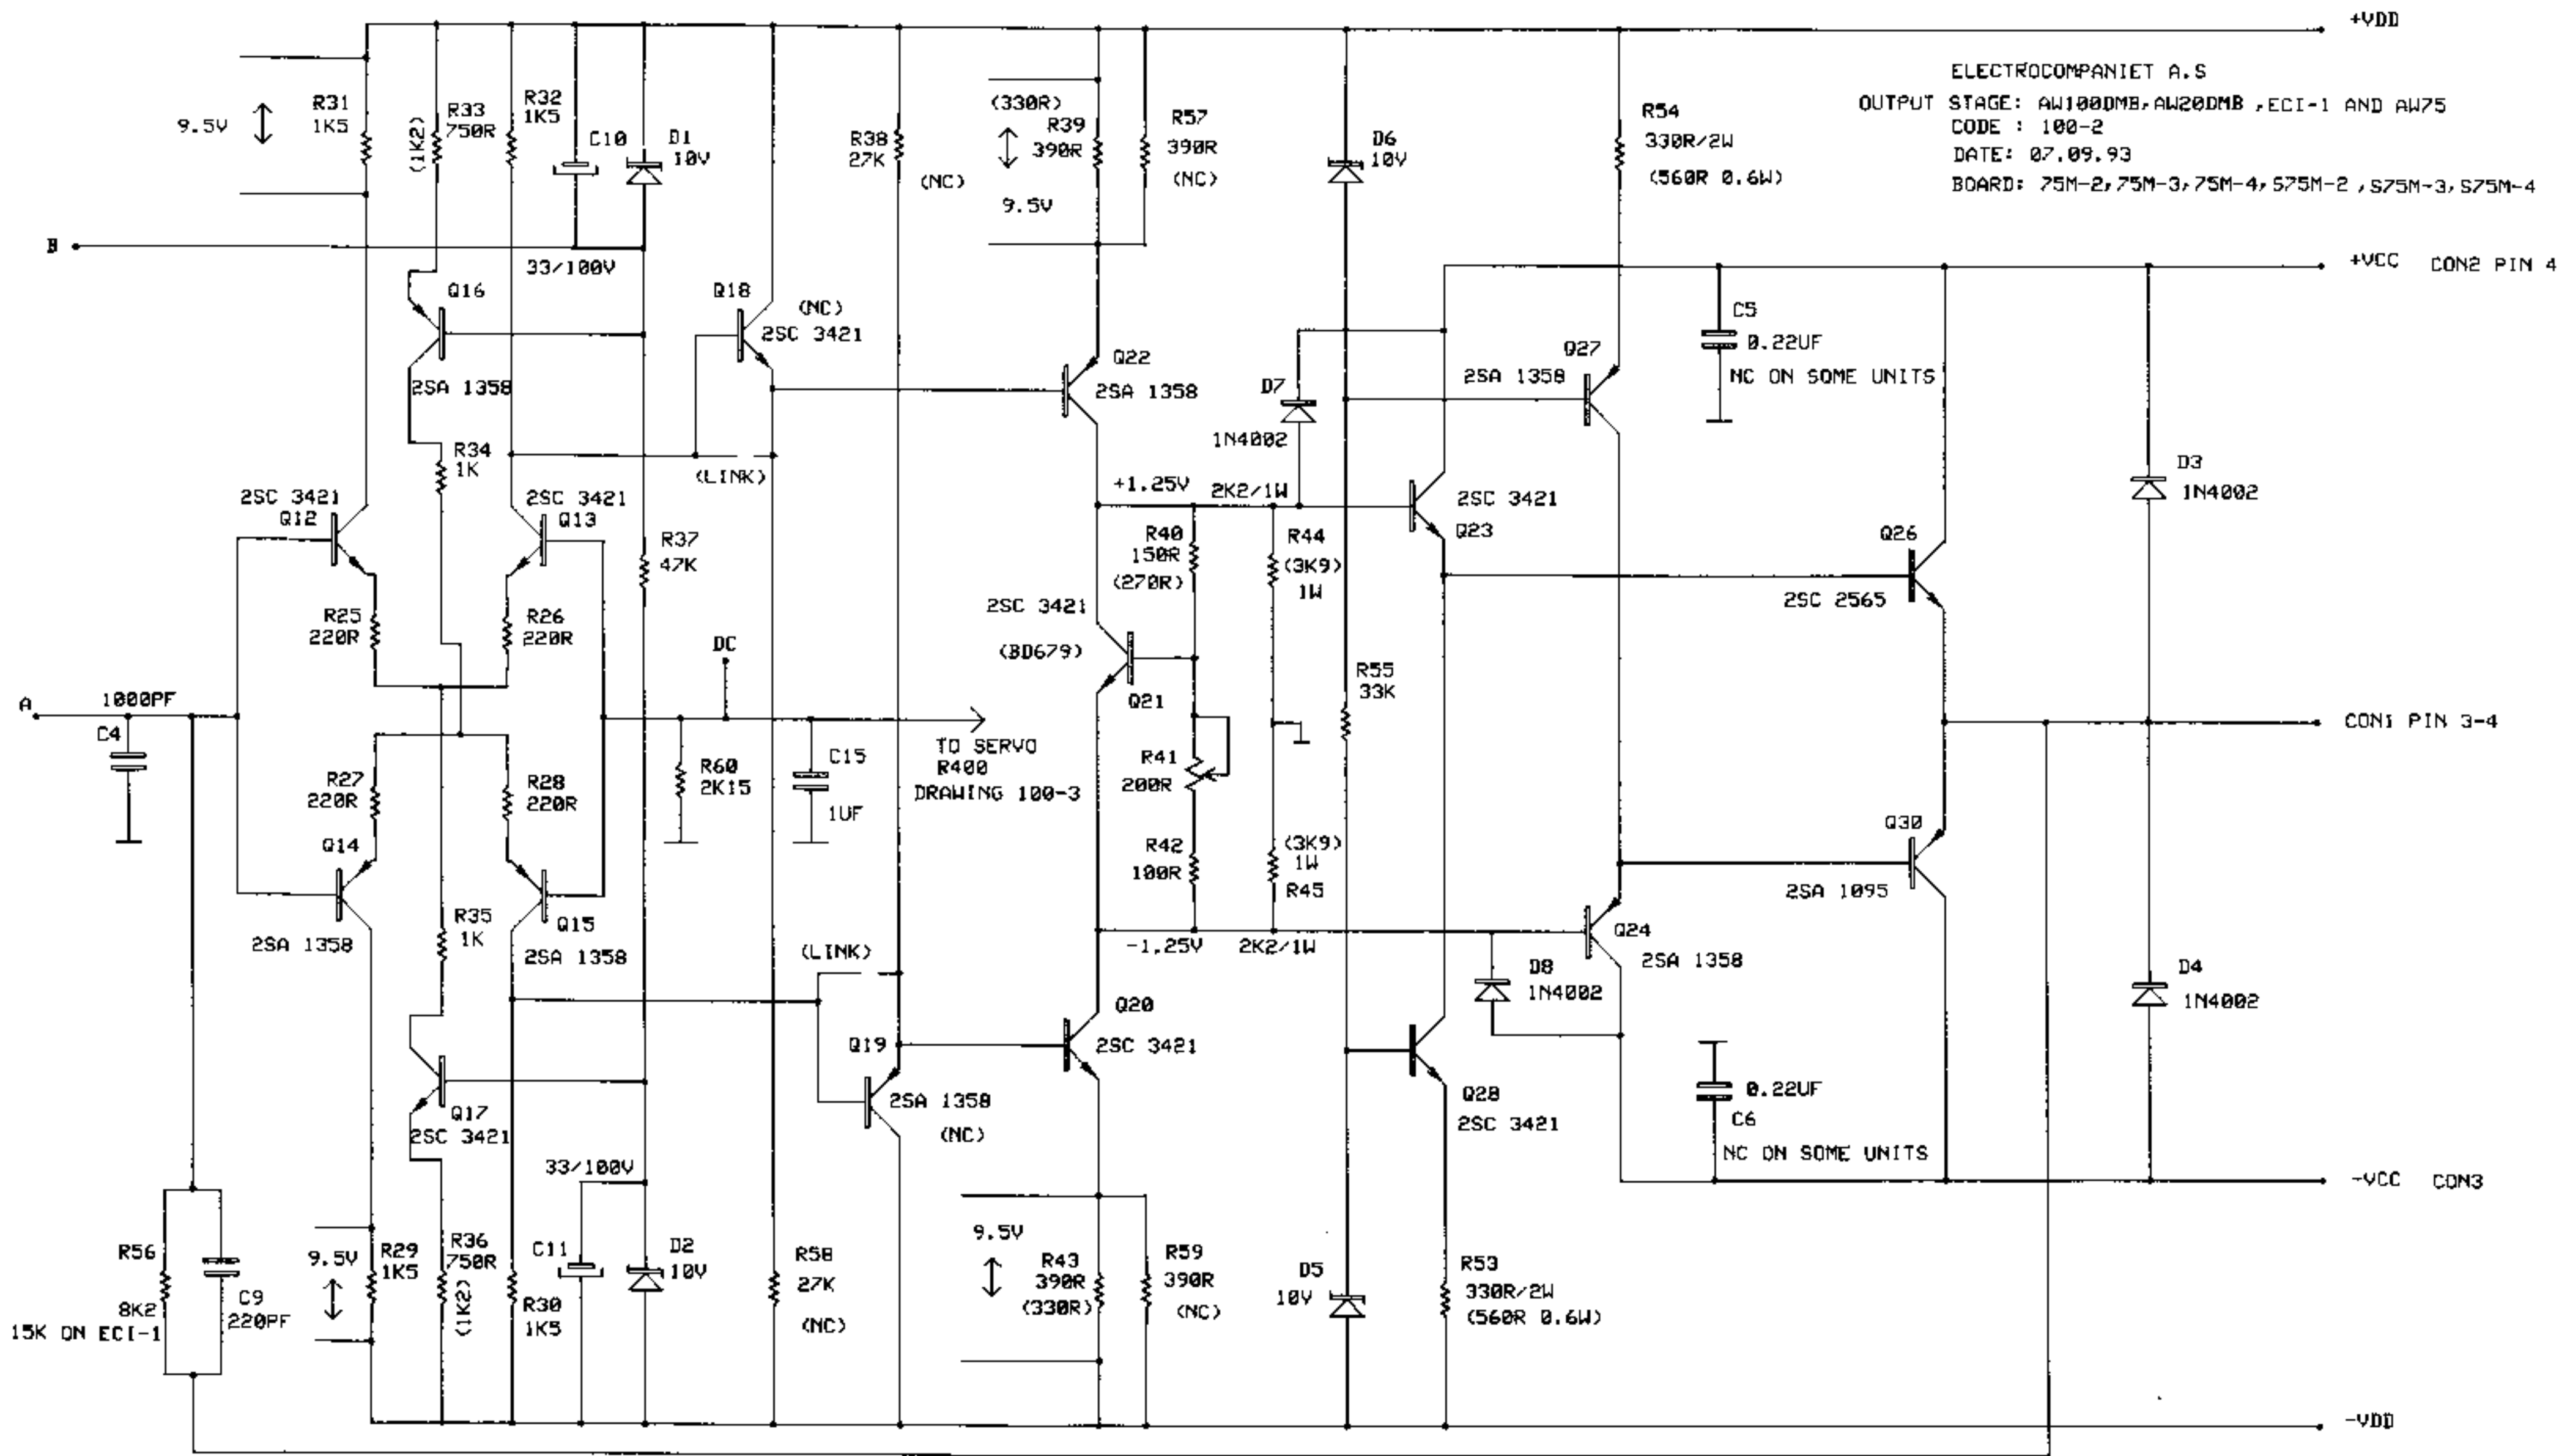 +VDD
ELECTROCOMPANIET A.S
OUTPUT STAGE: AW100DMB,AW20DMB ,ECI-1 AND AW75
CODE : 100-2
DATE: 07.09.93
BOARD: 75M-2,75M-3,75M-4,S75M-2 ,S75M-3,S75M-4
9.5V
R31
1K5
R33
750R
(1K2)
R32
1K5
C10
D1
10V
R38
27K
(NC)
(330R)
R39
390R
9.5V
R57
390R
(NC)
D6
10V
R54
330R/2W
(560R 0.6W)
B
33/100V
+VCC CON2 PIN 4
Q16
2SA 1358
Q18
(NC)
2SC 3421
Q22
2SA 1358
D7
1N4002
Q27
2SA 1358
C5
0.22UF
NC ON SOME UNITS
R34
1K
(LINK)
D3
1N4002
2SC 3421
Q12
2SC 3421
Q13
+1.25V
2K2/1W
2SC 3421
Q23
R37
47K
R40
150R
(270R)
R44
(3K9)
1W
Q26
2SC 2565
R25
220R
R26
220R
2SC 3421
(BD679)
Q21
DC
R55
33K
A
1000PF
C4
CON1 PIN 3-4
TO SERVO
R400
DRAWING 100-3
R60
2K15
C15
1UF
R41
200R
R27
220R
R28
220R
Q14
2SA 1358
Q15
2SA 1358
R42
100R
(3K9)
1W
R45
Q30
2SA 1095
R35
1K
(LINK)
-1.25V
2K2/1W
Q24
2SA 1358
D8
1N4002
D4
1N4002
Q20
2SC 3421
Q19
2SA 1358
(NC)
Q17
2SC 3421
Q28
2SC 3421
0.22UF
C6
NC ON SOME UNITS
33/100V
-VCC CON3
R56
8K2
15K ON ECI-1
C9
220PF
9.5V
R29
1K5
R36
750R
(1K2)
R30
1K5
C11
D2
10V
R58
27K
(NC)
9.5V
R43
390R
(330R)
R59
390R
(NC)
D5
10V
R53
330R/2W
(560R 0.6W)
-VDD